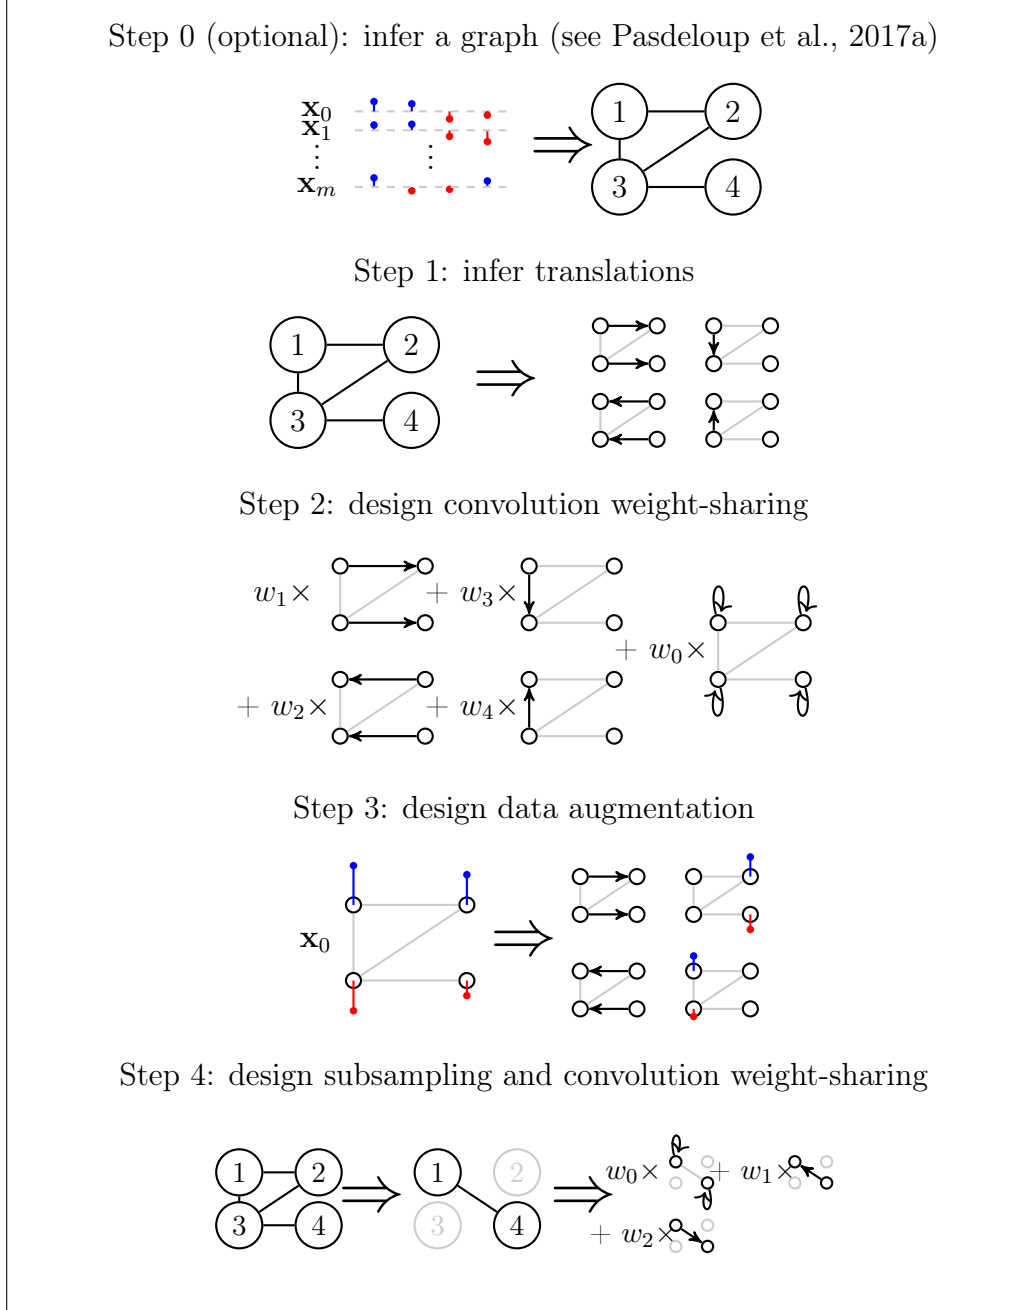 Step 0 (optional): infer a graph (see Pasdeloup et al., 2017a)
x0
x1
⋮ ⋮
xm
⇒
1 2
3 4
Step 1: infer translations
1 2
3 4
⇒
Step 2: design convolution weight-sharing
w1× + w3×
+ w0×
+ w2× + w4×
Step 3: design data augmentation
x0 ⇒
Step 4: design subsampling and convolution weight-sharing
1 2 ⇒ 1 2 ⇒ w0× + w1×
3 4 3 4 + w2×